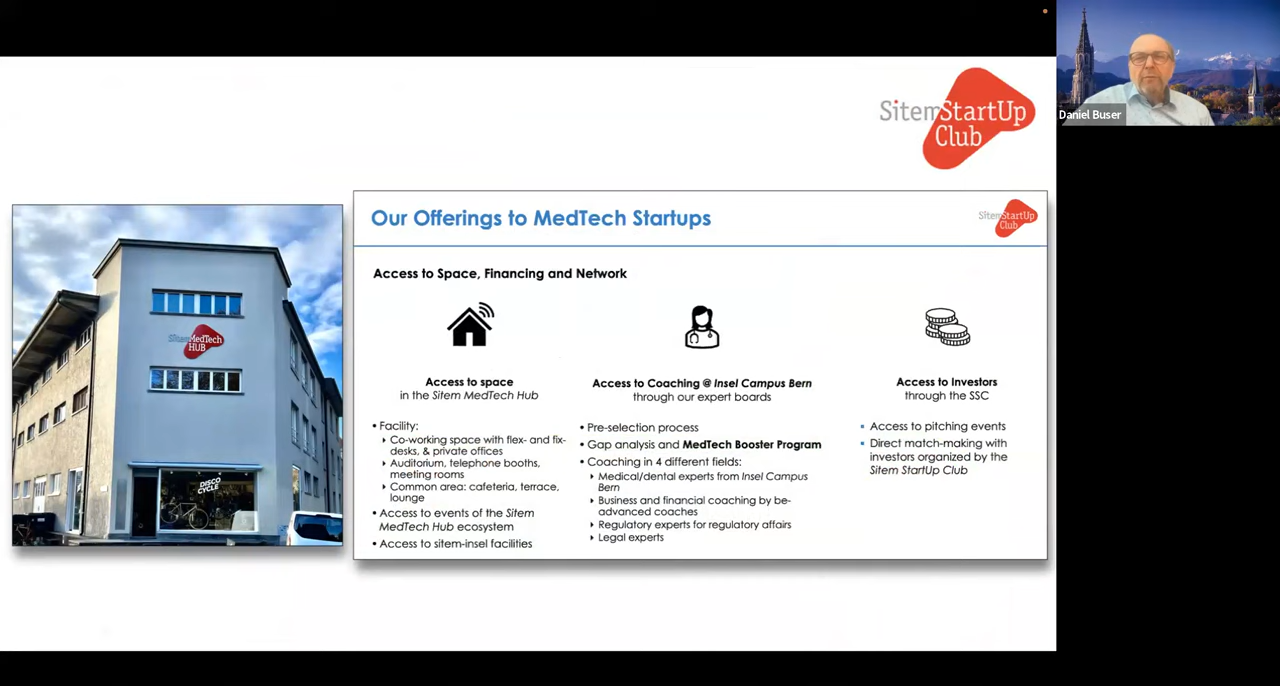 SitemStartUp
Club
Daniel Buser
Sitem MedTech
HUB
DISCO
CYCLE
Our Offerings to MedTech Startups
SitemStartUp
Club
Access to Space, Financing and Network
Access to space
in the Sitem MedTech Hub
• Facility:
Co-working space with flex- and fix-
desks, & private offices
Auditorium, telephone booths,
meeting rooms
Common area: cafeteria, terrace,
lounge
• Access to events of the Sitem
MedTech Hub ecosystem
• Access to sitem-insel facilities
Access to Coaching @ Insel Campus Bern
through our expert boards
• Pre-selection process
• Gap analysis and MedTech Booster Program
• Coaching in 4 different fields:
Medical/dental experts from Insel Campus
Bern
Business and financial coaching by be-
advanced coaches
Regulatory experts for regulatory affairs
Legal experts
Access to Investors
through the SSC
Access to pitching events
Direct match-making with
investors organized by the
Sitem StartUp Club